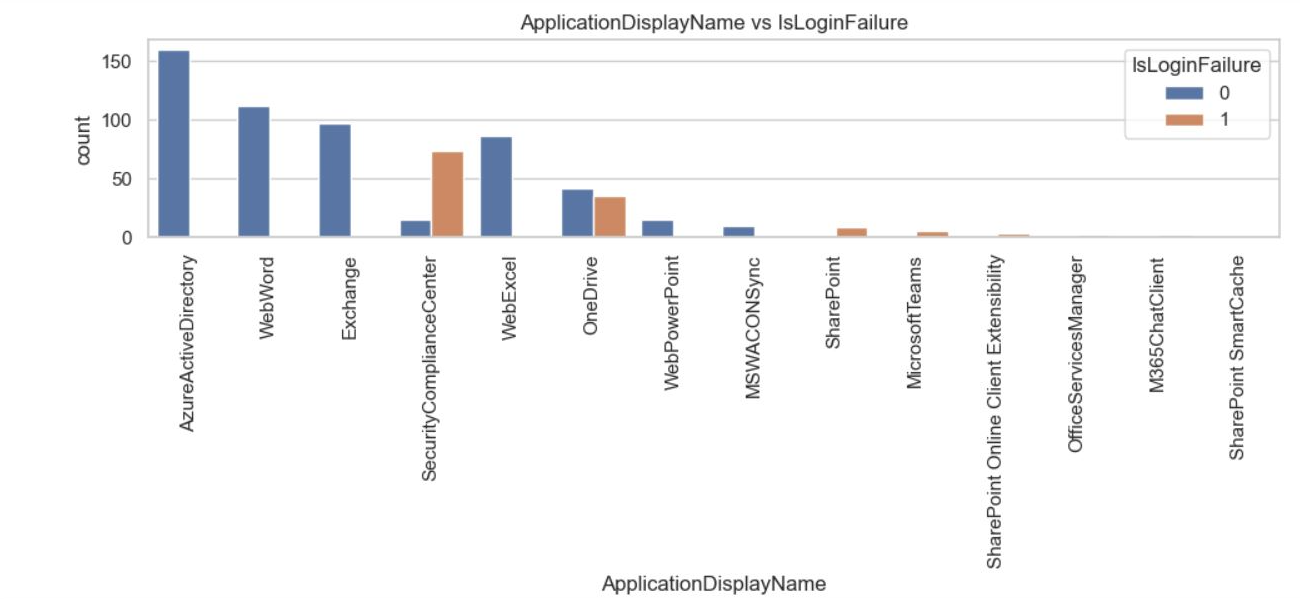 ApplicationDisplayName vs IsLoginFailure
IsLoginFailure
0
1
count
150
100
50
0
AzureActiveDirectory
WebWord
Exchange
SecurityComplianceCenter
WebExcel
OneDrive
WebPowerPoint
MSWACONSync
SharePoint
MicrosoftTeams
SharePoint Online Client Extensibility
OfficeServicesManager
M365ChatClient
SharePoint SmartCache
ApplicationDisplayName